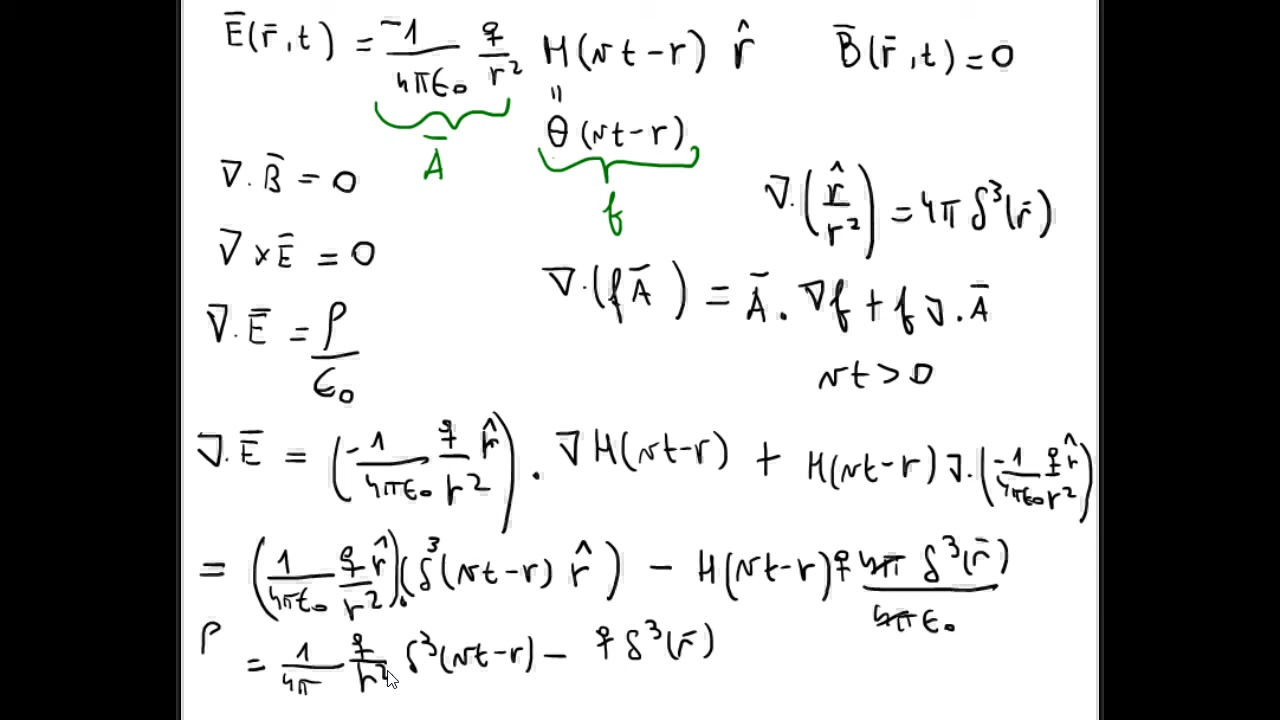 E̅(r̅,t) = -1/4πϵ₀ q/r² H(vt-r) r̂    B̅(r̅,t)=0
A̅    " θ(vt-r)
f
∇.B̅ = 0    ∇.(r̂/r²) = 4π δ³(r̅)
∇×E̅ = 0    ∇.(fA̅) = A̅.∇f + f∇.A̅
∇.E̅ = ρ/ϵ₀    vt>0
∇.E̅ = (-1/4πϵ₀ q/r² r̂).∇H(vt-r) + H(vt-r)∇.(-1/4πϵ₀ q r̂/r²)
= (1/4πϵ₀ q r̂/r²).(δ³(vt-r) r̂) - H(vt-r) q 4π δ³(r̅)/4πϵ₀
ρ = 1/4π q/r² δ³(vt-r) - q δ³(r̅)